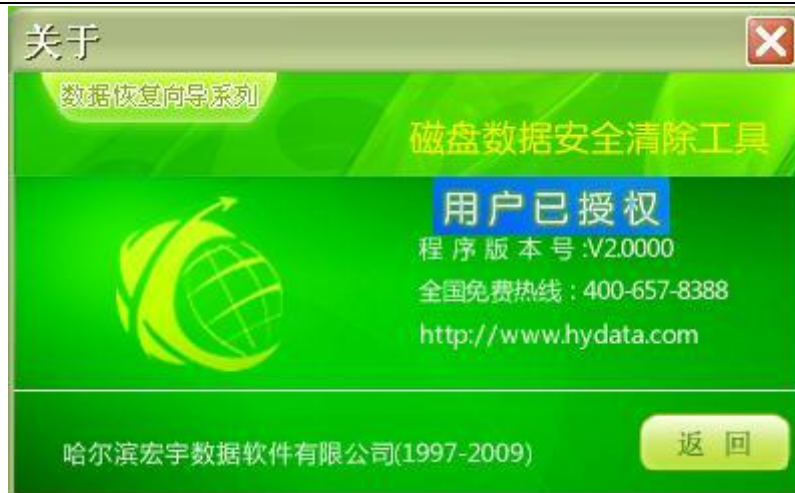 关于
数据恢复向导系列
磁盘数据安全清除工具
用户已授权
程序版本号:V2.0000
全国免费热线：400-657-8388
http://www.hydata.com
哈尔滨宏宇数据软件有限公司(1997-2009)
返回